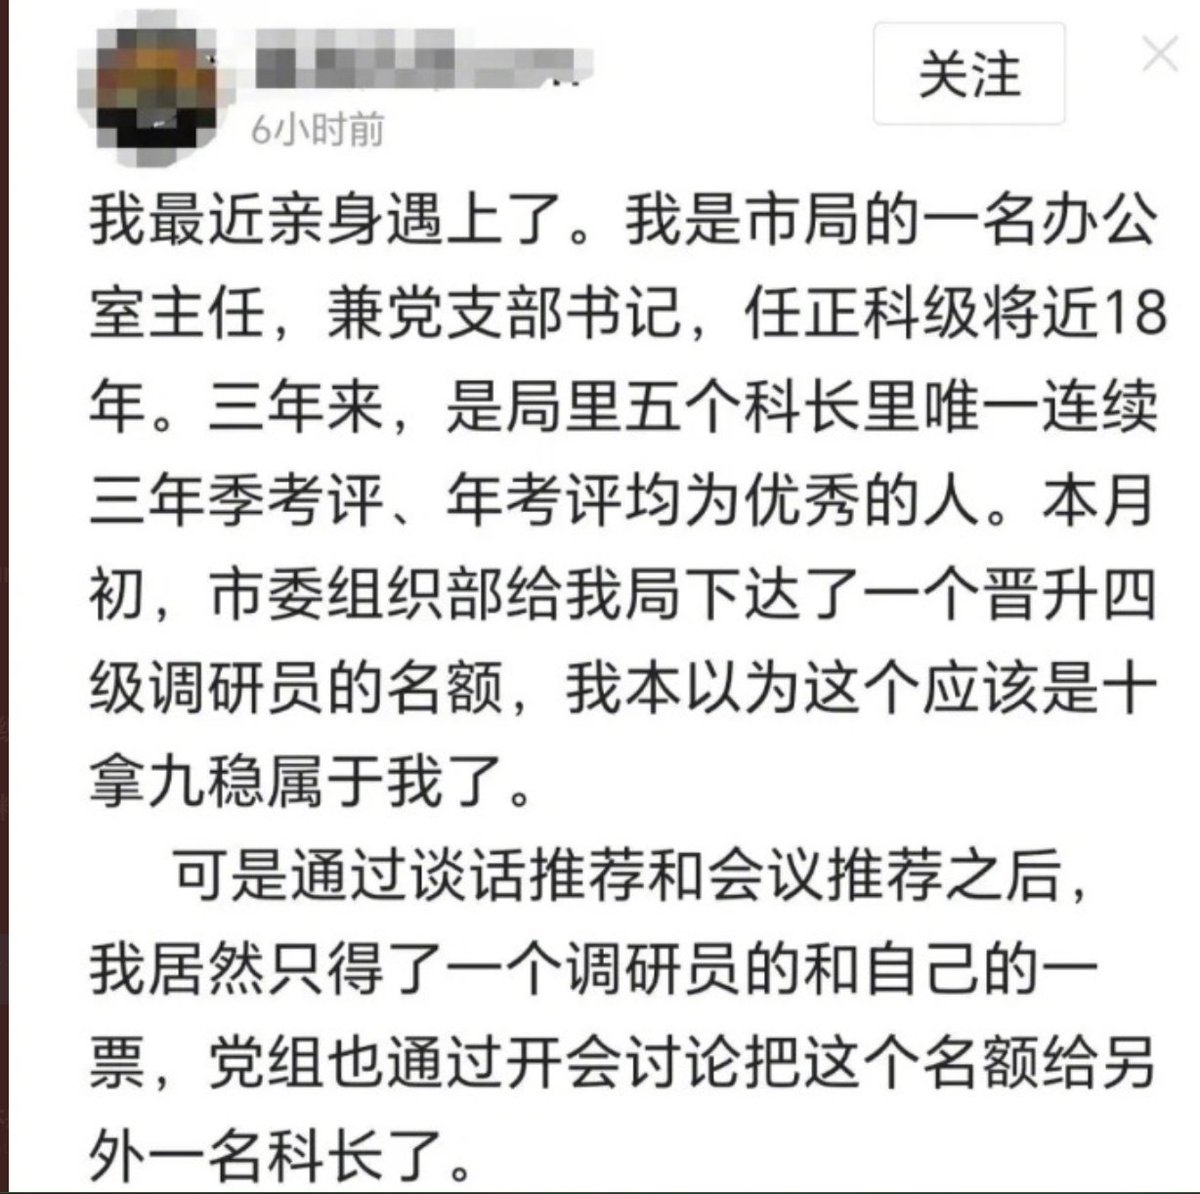 关注
6小时前
我最近亲身遇上了。我是市局的一名办公
室主任，兼党支部书记，任正科级将近18
年。三年来，是局里五个科长里唯一连续
三年季考评、年考评均为优秀的人。本月
初，市委组织部给我局下达了一个晋升四
级调研员的名额，我本以为这个应该是十
拿九稳属于我了。
可是通过谈话推荐和会议推荐之后，
我居然只得了一个调研员的和自己的一
票，党组也通过开会讨论把这个名额给另
外一名科长了。